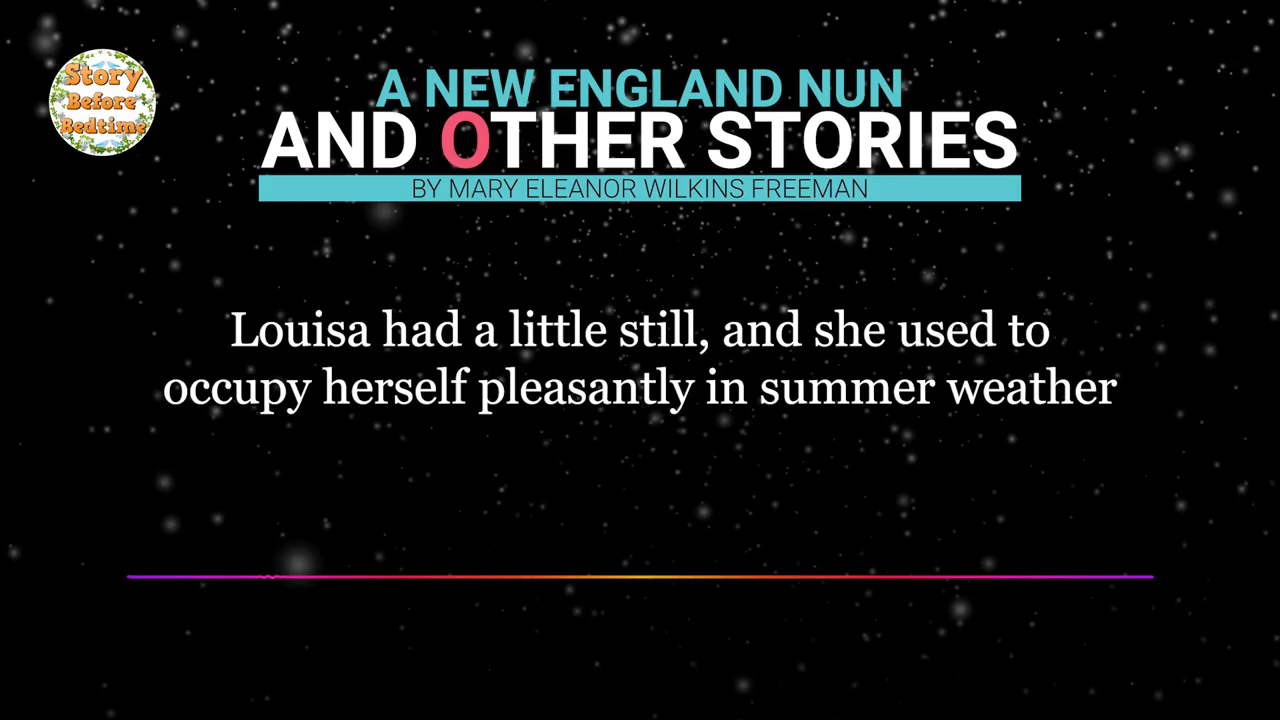 Story
Before
Bedtime
A NEW ENGLAND NUN
AND OTHER STORIES
BY MARY ELEANOR WILKINS FREEMAN
Louisa had a little still, and she used to
occupy herself pleasantly in summer weather